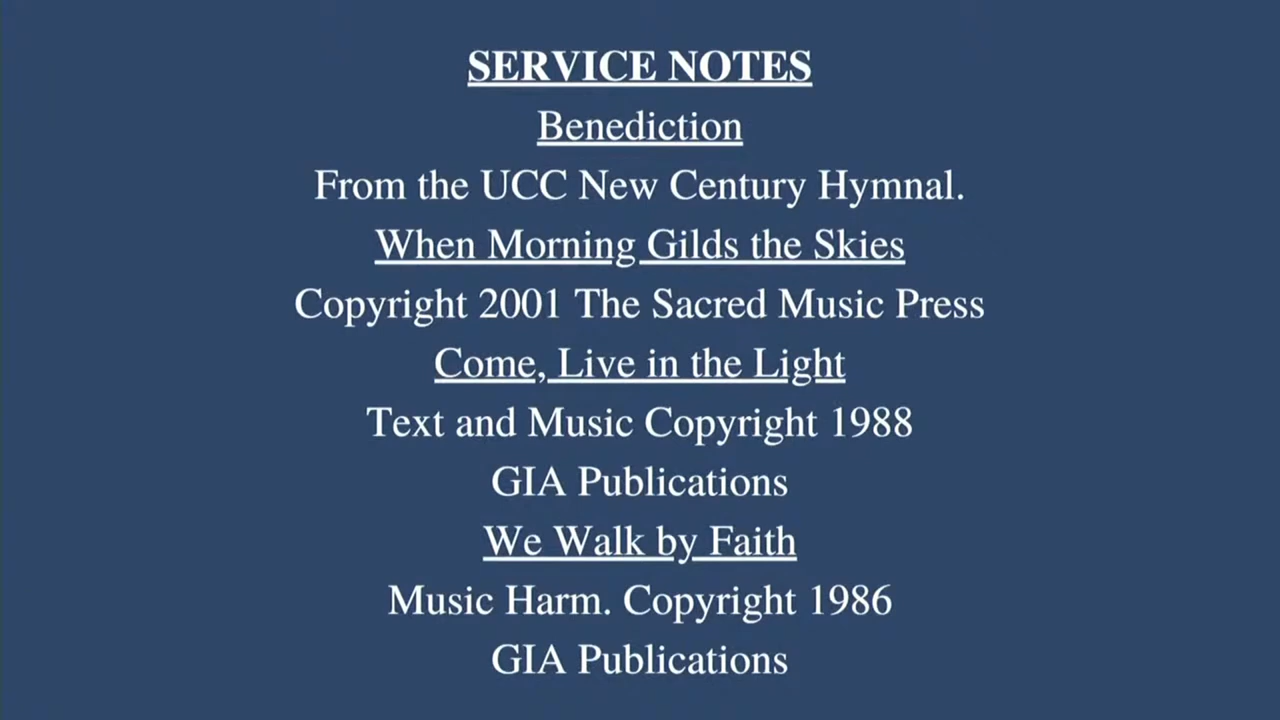 SERVICE NOTES
Benediction
From the UCC New Century Hymnal.
When Morning Gilds the Skies
Copyright 2001 The Sacred Music Press
Come, Live in the Light
Text and Music Copyright 1988
GIA Publications
We Walk by Faith
Music Harm. Copyright 1986
GIA Publications